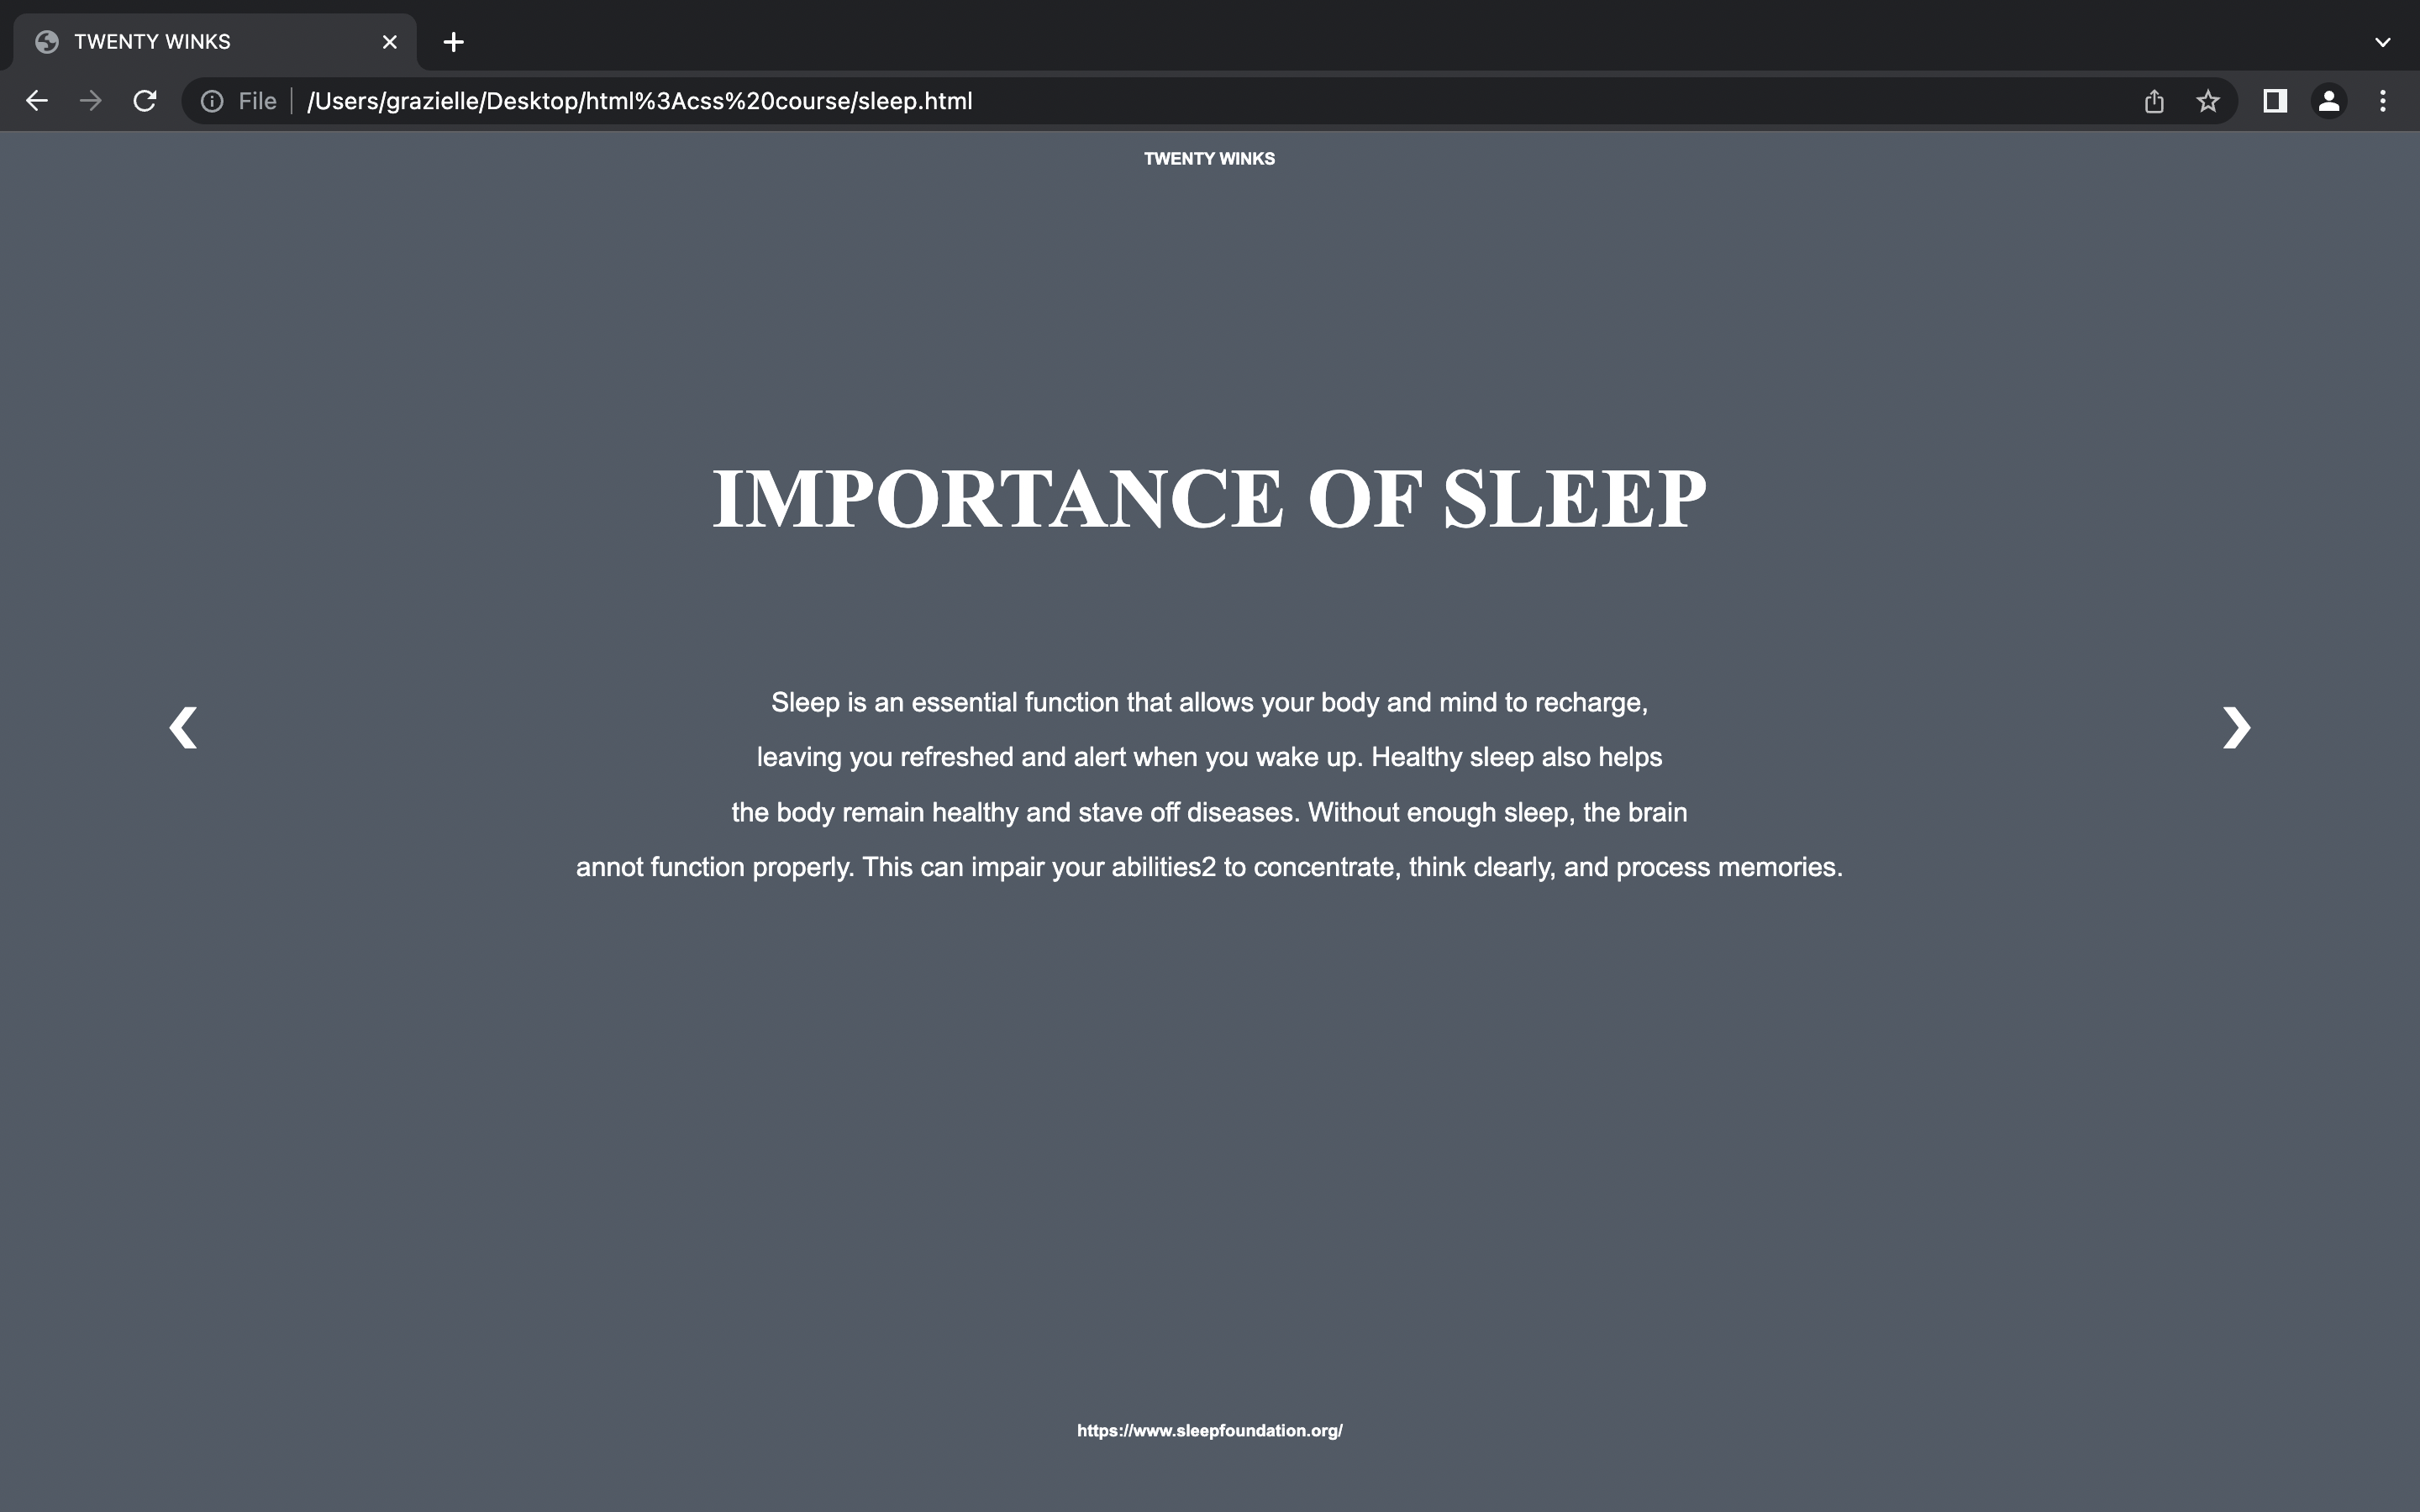 TWENTY WINKS
File /Users/grazielle/Desktop/html%3Acss%20course/sleep.html
TWENTY WINKS
IMPORTANCE OF SLEEP
Sleep is an essential function that allows your body and mind to recharge,
leaving you refreshed and alert when you wake up. Healthy sleep also helps
the body remain healthy and stave off diseases. Without enough sleep, the brain
annot function properly. This can impair your abilities2 to concentrate, think clearly, and process memories.
https://www.sleepfoundation.org/